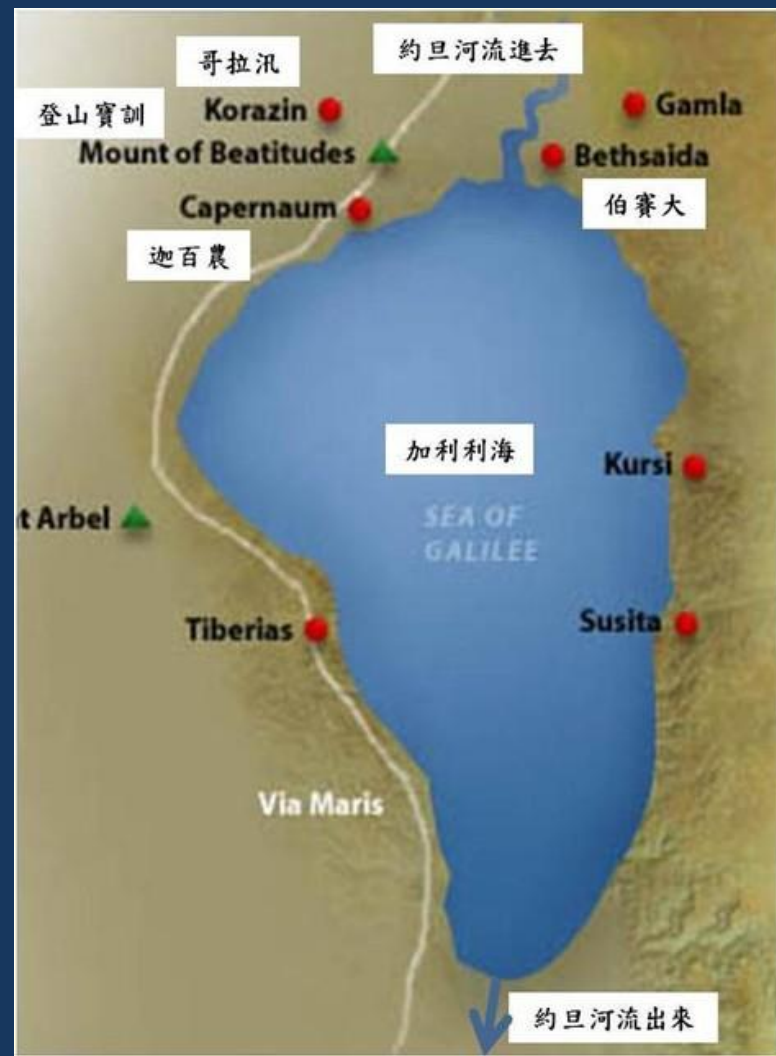 約旦河流進去
哥拉汛
Korazin
登山寶訓
Mount of Beatitudes
Gamla
Bethsaida
伯賽大
Capernaum
迦百農
加利利海
SEA OF
GALILEE
Kursi
t Arbel
Tiberias
Susita
Via Maris
約旦河流出來